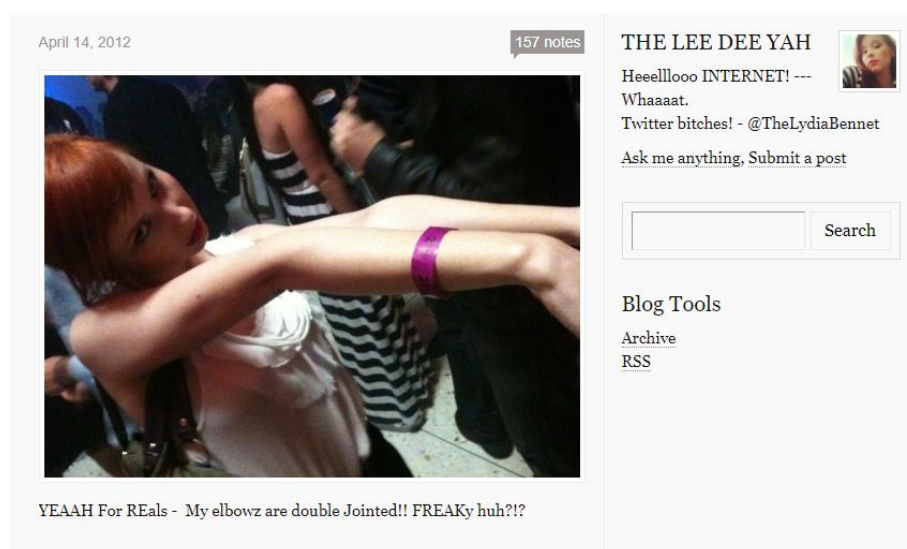 April 14, 2012
157 notes
YEAAH For REals -  My elbowz are double Jointed!! FREAKy huh?!?
THE LEE DEE YAH
Heeelllooo INTERNET! ---
Whaaaat.
Twitter bitches! - @TheLydiaBennet
Ask me anything, Submit a post
Search
Blog Tools
Archive
RSS